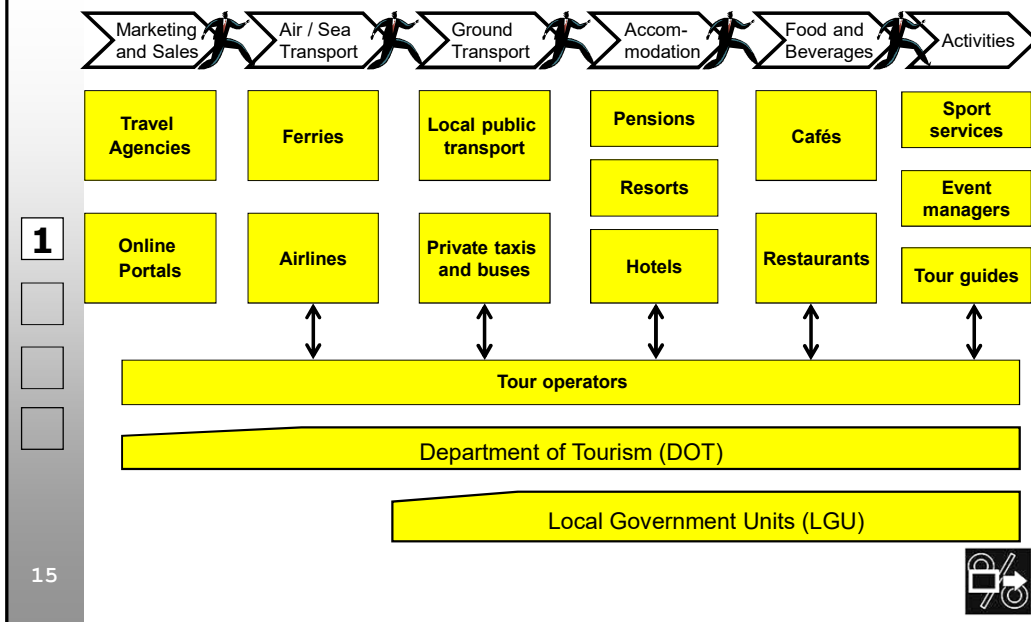 Marketing
and Sales
Air / Sea
Transport
Ground
Transport
Accom-
modation
Food and
Beverages
Activities
Travel
Agencies
Ferries
Local public
transport
Pensions
Cafés
Sport
services
Resorts
Event
managers
1
Online
Portals
Airlines
Private taxis
and buses
Hotels
Restaurants
Tour guides
Tour operators
Department of Tourism (DOT)
Local Government Units (LGU)
15